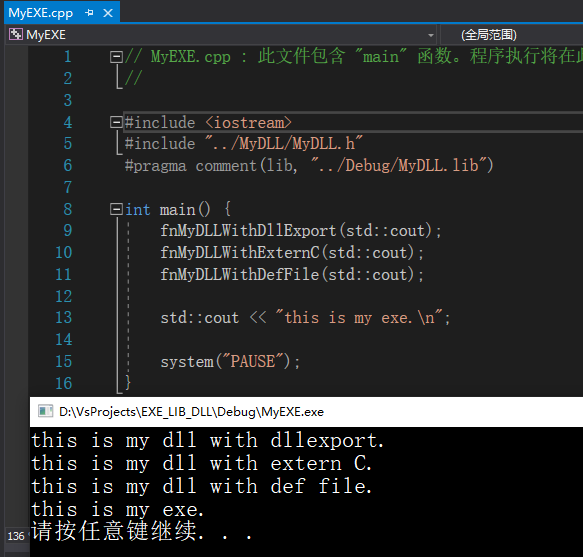 MyEXE.cpp
MyEXE (全局范围)
1 // MyEXE.cpp : 此文件包含 "main" 函数。程序执行将在此
2 //
3
4 #include <iostream>
5 #include "../MyDLL/MyDLL.h"
6 #pragma comment(lib, "../Debug/MyDLL.lib")
7
8 int main() {
9 fnMyDLLWithDllExport(std::cout);
10 fnMyDLLWithExternC(std::cout);
11 fnMyDLLWithDefFile(std::cout);
12
13 std::cout << "this is my exe.\n";
14
15 system("PAUSE");
16 }
D:\VsProjects\EXE_LIB_DLL\Debug\MyEXE.exe
this is my dll with dllexport.
this is my dll with extern C.
this is my dll with def file.
this is my exe.
136 请按任意键继续. . .